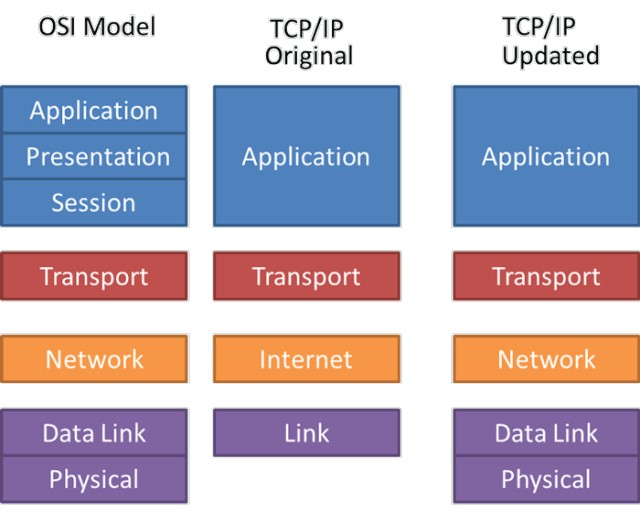 OSI Model
TCP/IP
Original
TCP/IP
Updated
Application
Presentation
Session
Application
Application
Transport
Transport
Transport
Network
Internet
Network
Data Link
Link
Data Link
Physical
Physical